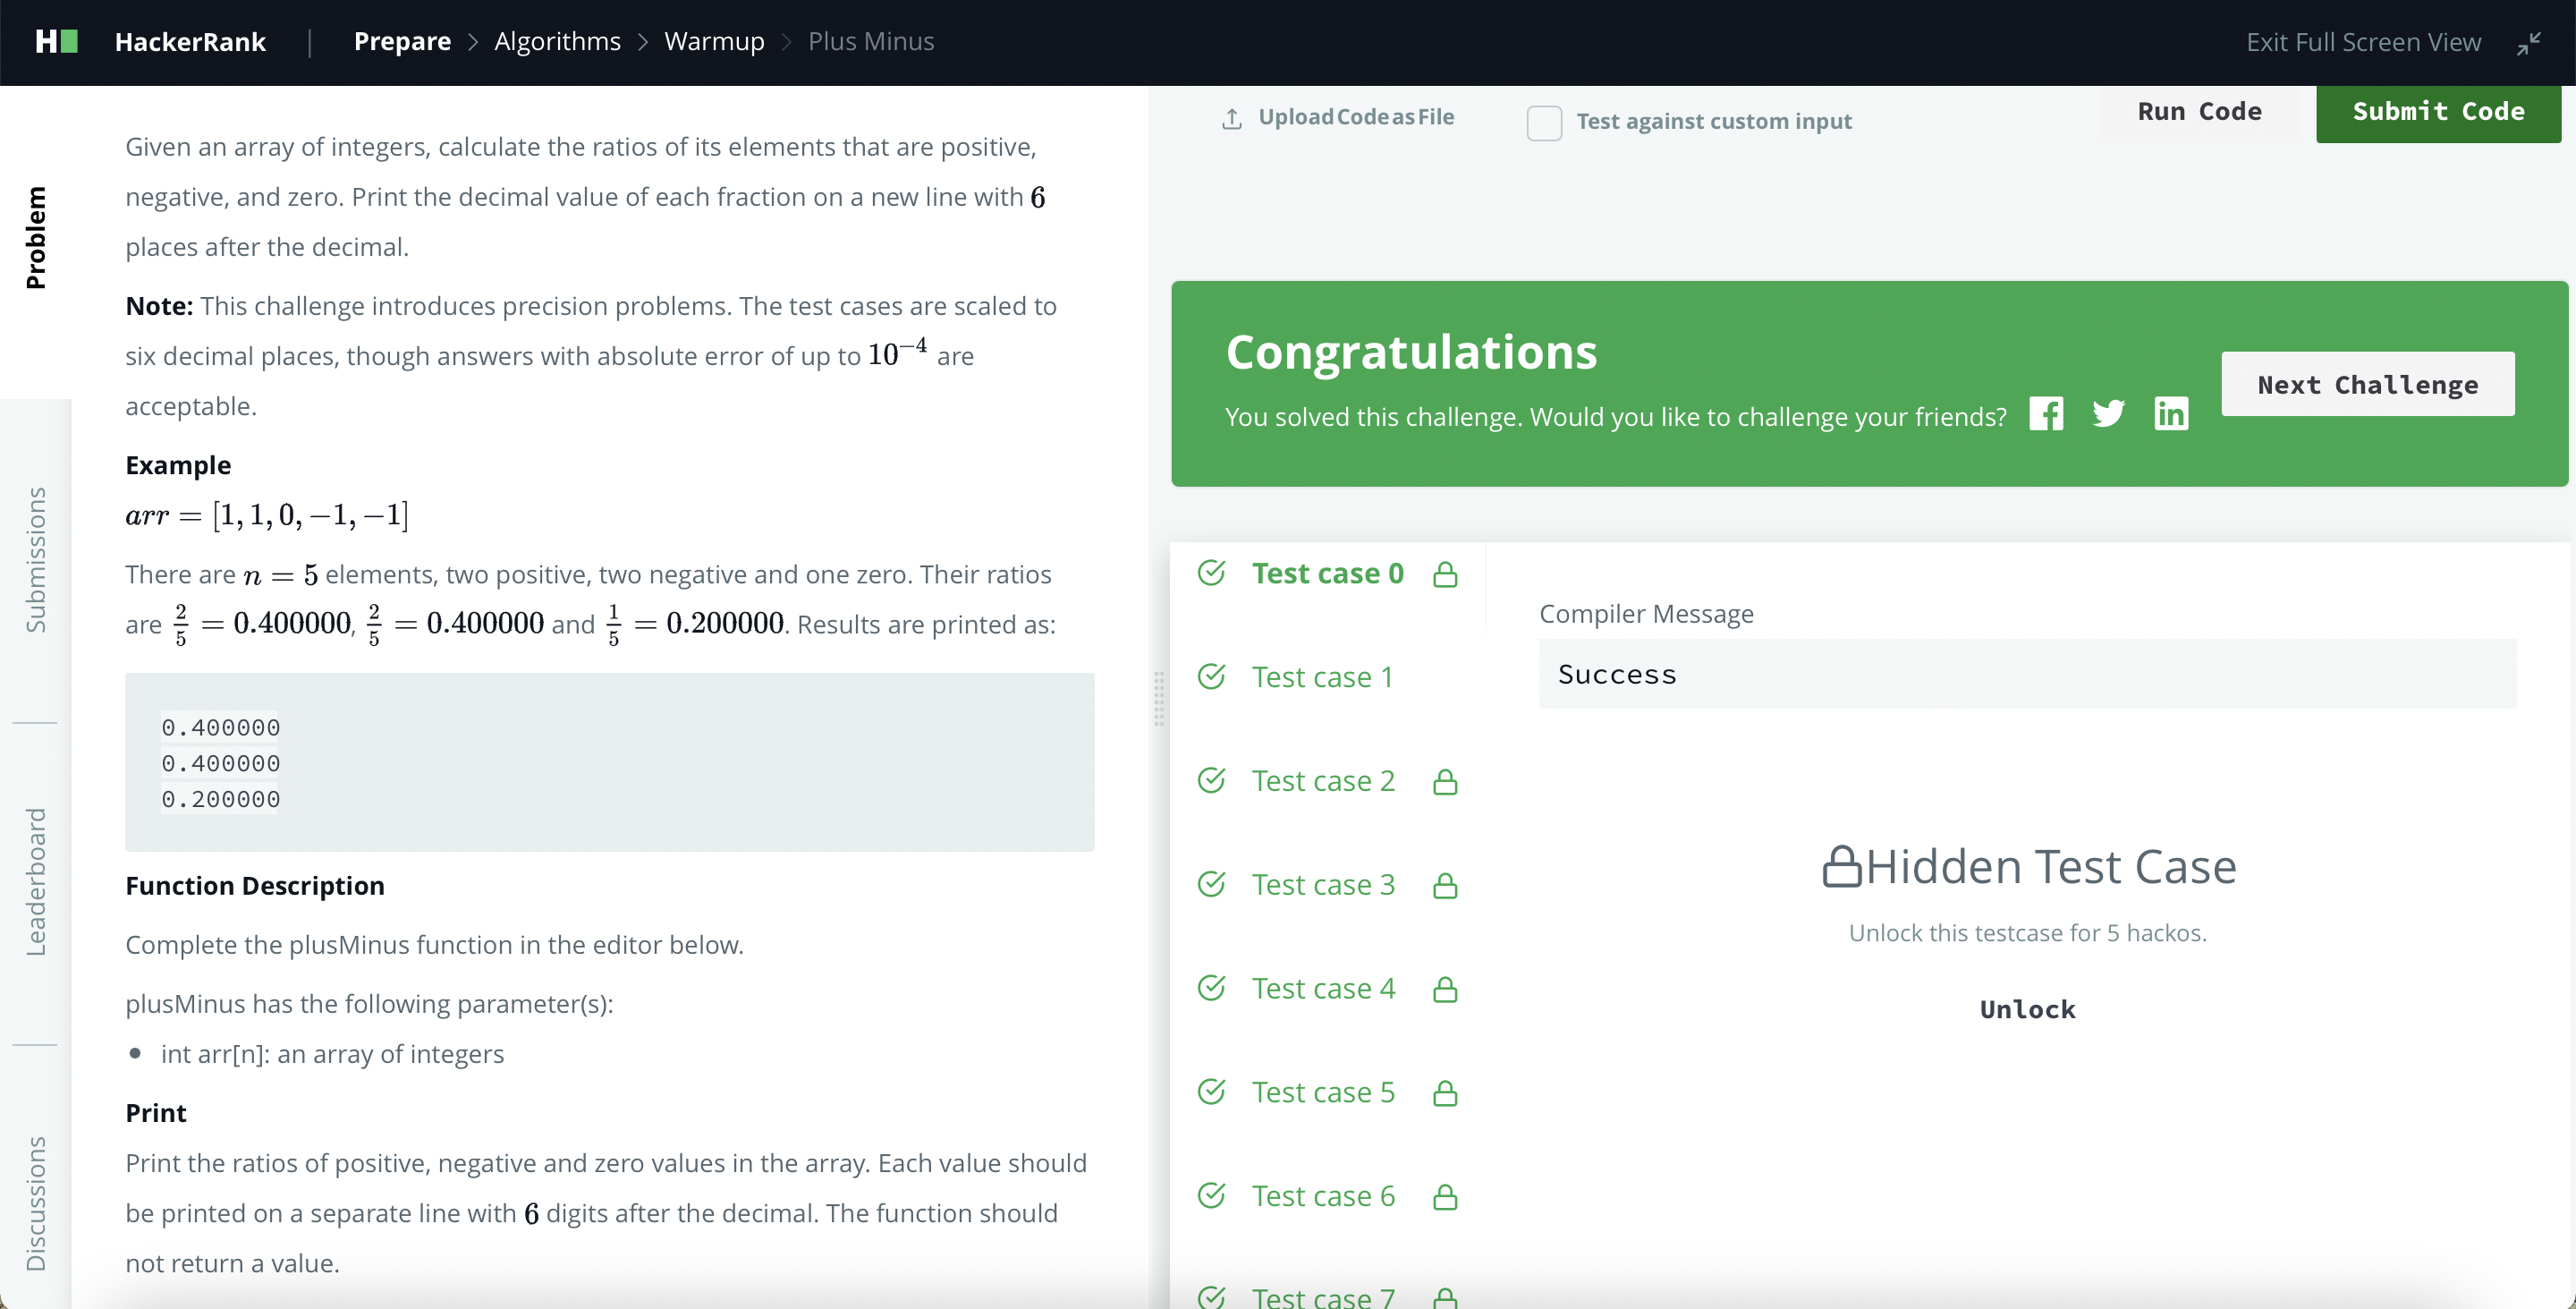 H HackerRank | Prepare > Algorithms > Warmup > Plus Minus Exit Full Screen View
Problem
Submissions
Leaderboard
Discussions
Given an array of integers, calculate the ratios of its elements that are positive,
negative, and zero. Print the decimal value of each fraction on a new line with 6
places after the decimal.
Note: This challenge introduces precision problems. The test cases are scaled to
six decimal places, though answers with absolute error of up to 10⁻⁴ are
acceptable.
Example
arr = [1, 1, 0, −1, −1]
There are n = 5 elements, two positive, two negative and one zero. Their ratios
are 2/5 = 0.400000, 2/5 = 0.400000 and 1/5 = 0.200000. Results are printed as:
0.400000
0.400000
0.200000
Function Description
Complete the plusMinus function in the editor below.
plusMinus has the following parameter(s):
• int arr[n]: an array of integers
Print
Print the ratios of positive, negative and zero values in the array. Each value should
be printed on a separate line with 6 digits after the decimal. The function should
not return a value.
Upload Code as File Test against custom input Run Code Submit Code
Congratulations
You solved this challenge. Would you like to challenge your friends?
Next Challenge
Test case 0
Test case 1
Test case 2
Test case 3
Test case 4
Test case 5
Test case 6
Test case 7
Compiler Message
Success
Hidden Test Case
Unlock this testcase for 5 hackos.
Unlock